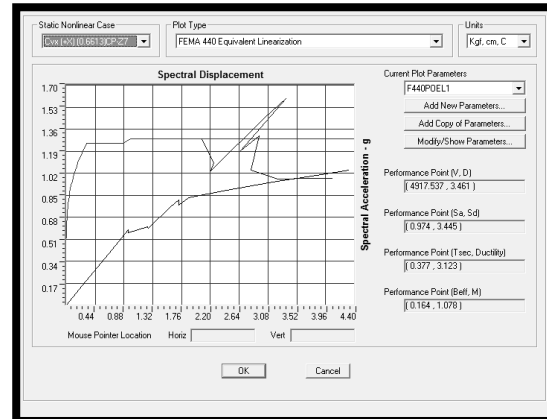 Static Nonlinear Case
Cvx (+X) (0.6613)CP-Z7
Plot Type
FEMA 440 Equivalent Linearization
Units
Kgf, cm, C
Spectral Displacement
1.70
1.53
1.36
1.19
1.02
0.85
0.68
0.51
0.34
0.17
0.44 0.88 1.32 1.76 2.20 2.64 3.08 3.52 3.96 4.40
Spectral Acceleration - g
Mouse Pointer Location Horiz Vert
Current Plot Parameters
F440POEL1
Add New Parameters...
Add Copy of Parameters...
Modify/Show Parameters...
Performance Point (V, D)
( 4917.537 , 3.461 )
Performance Point (Sa, Sd)
( 0.974 , 3.445 )
Performance Point (Tsec, Ductility)
( 0.377 , 3.123 )
Performance Point (Beff, M)
( 0.164 , 1.078 )
OK Cancel